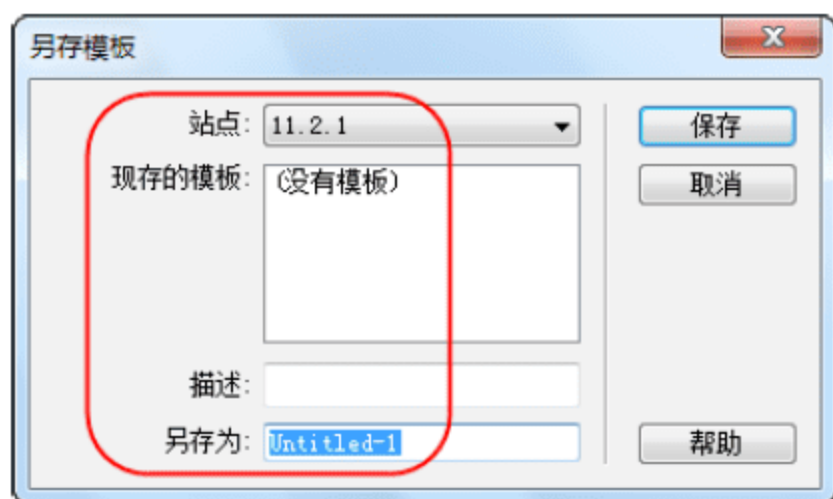 另存模板
站点: 11.2.1 保存
现存的模板: (没有模板) 取消
描述:
另存为: Untitled-1 帮助